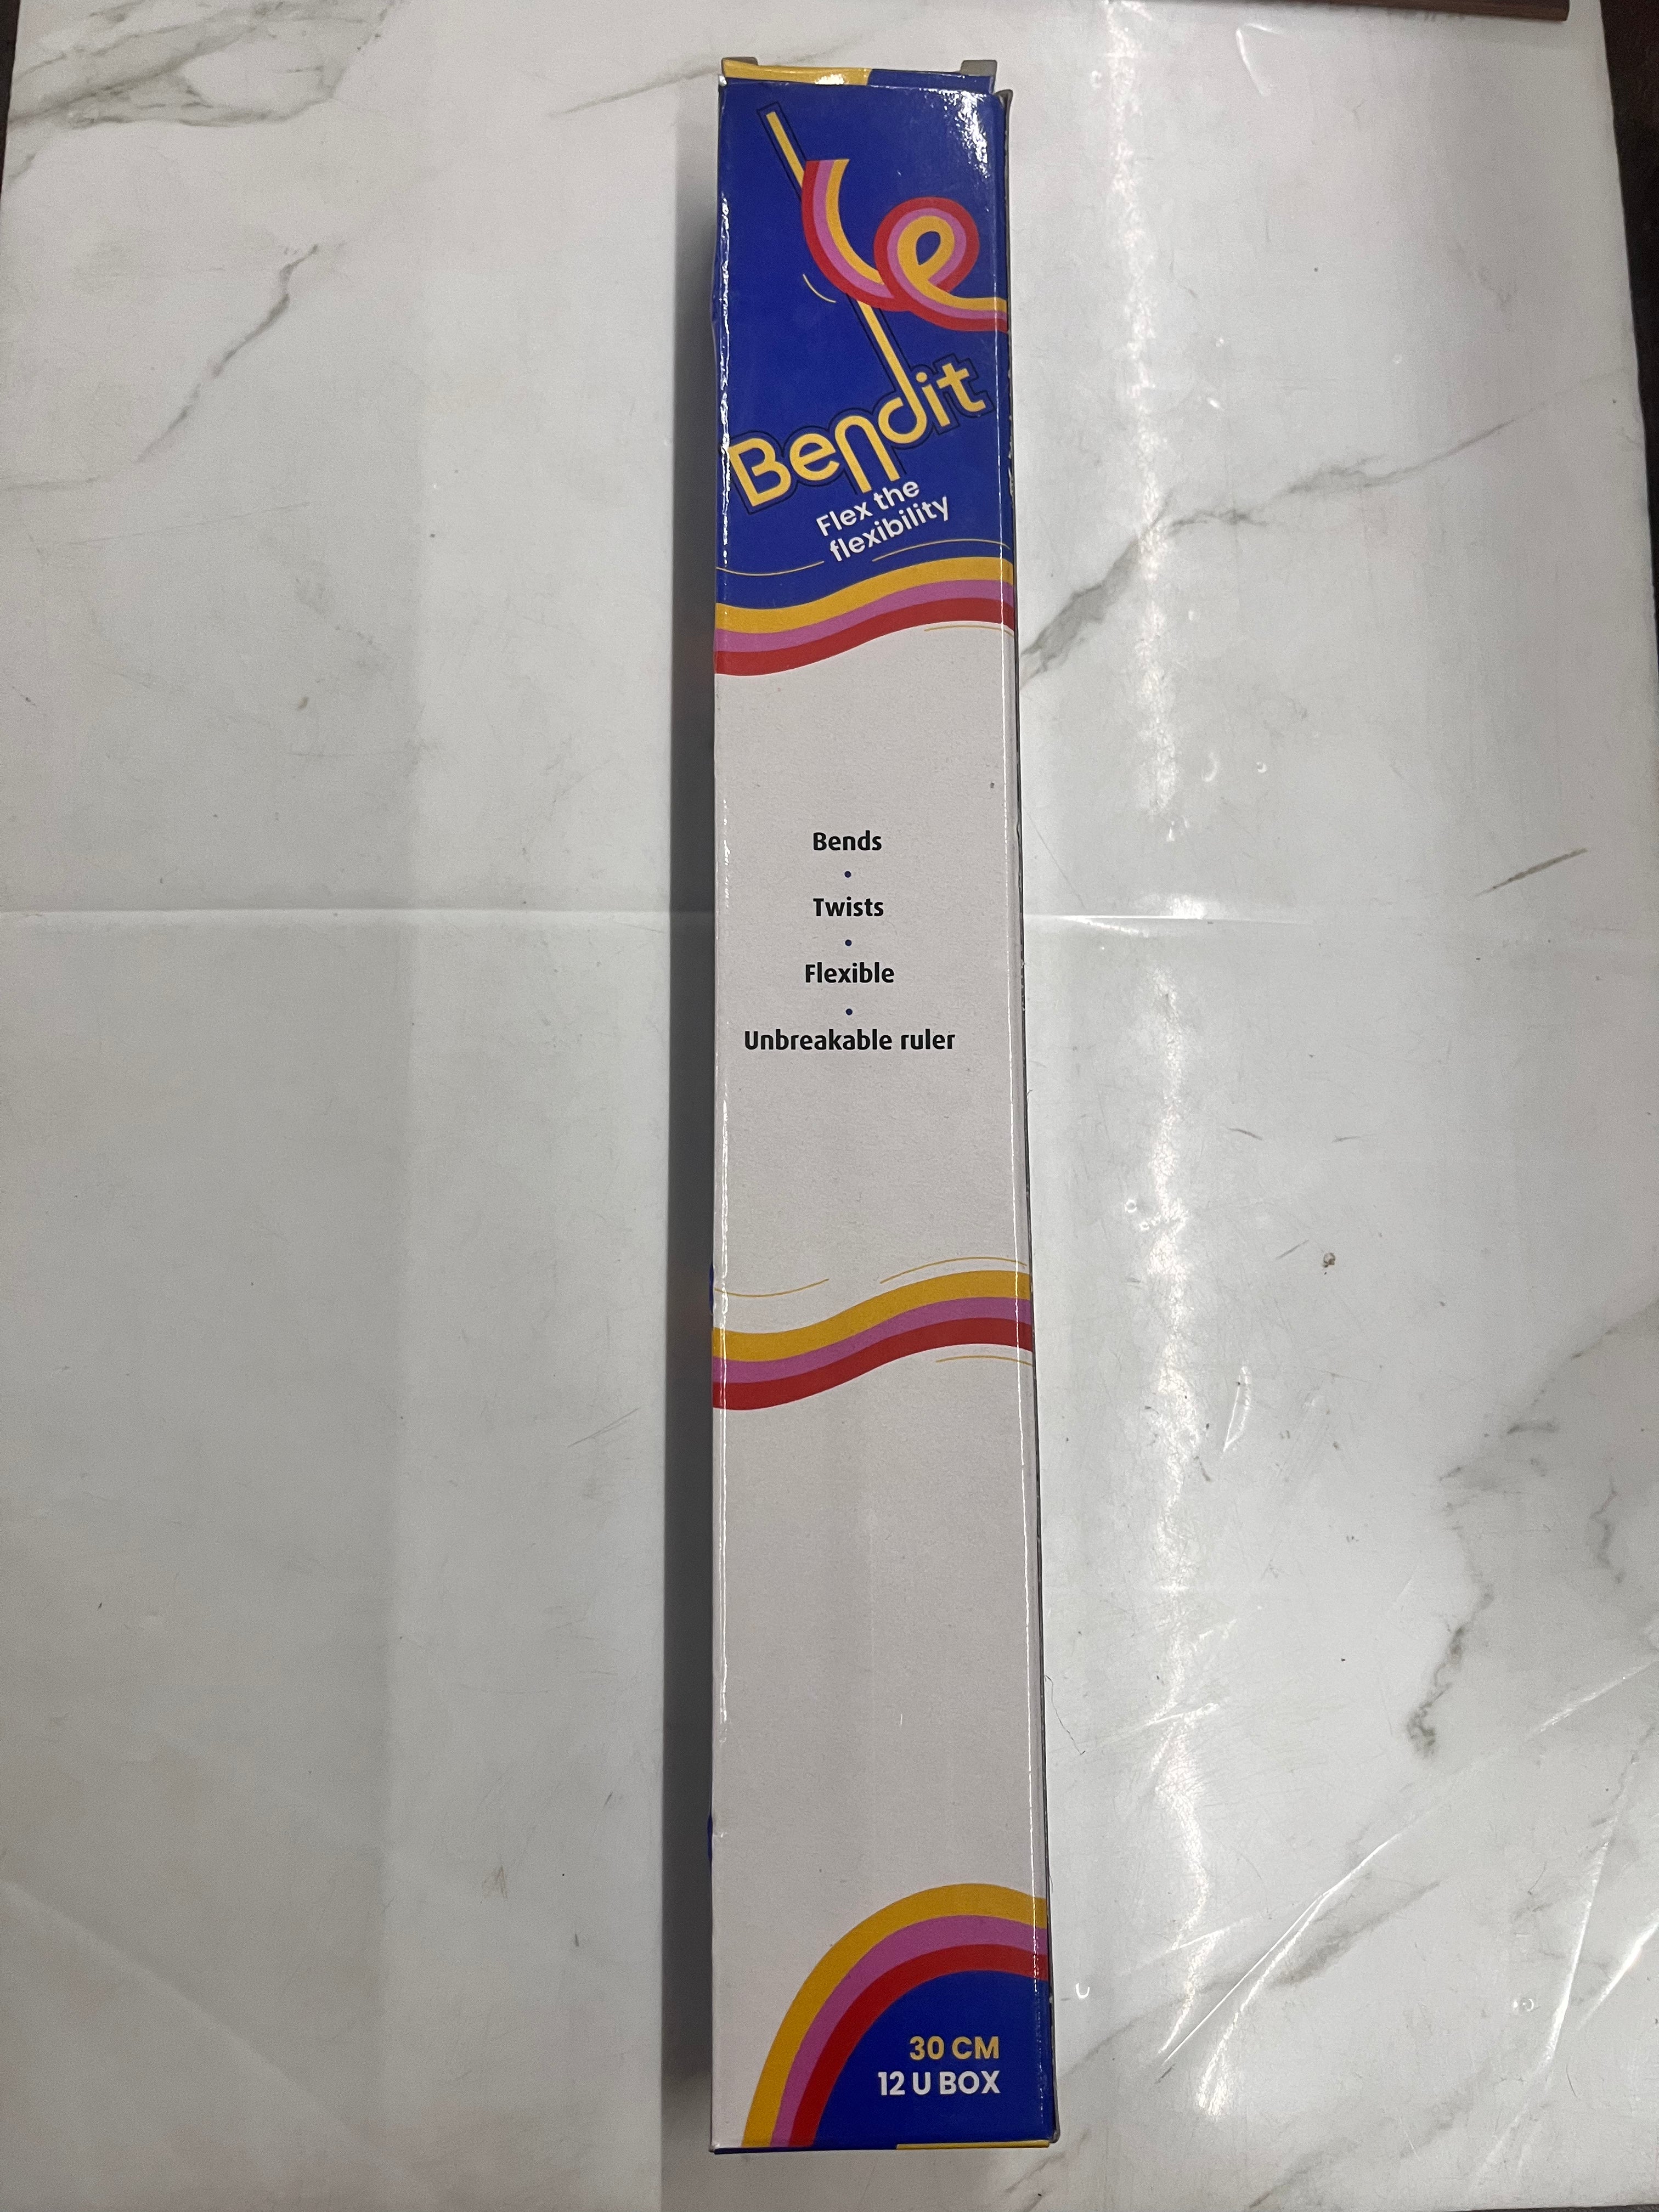 Bendit
Flex the
flexibility
Bends
•
Twists
•
Flexible
•
Unbreakable ruler
30 CM
12 U BOX